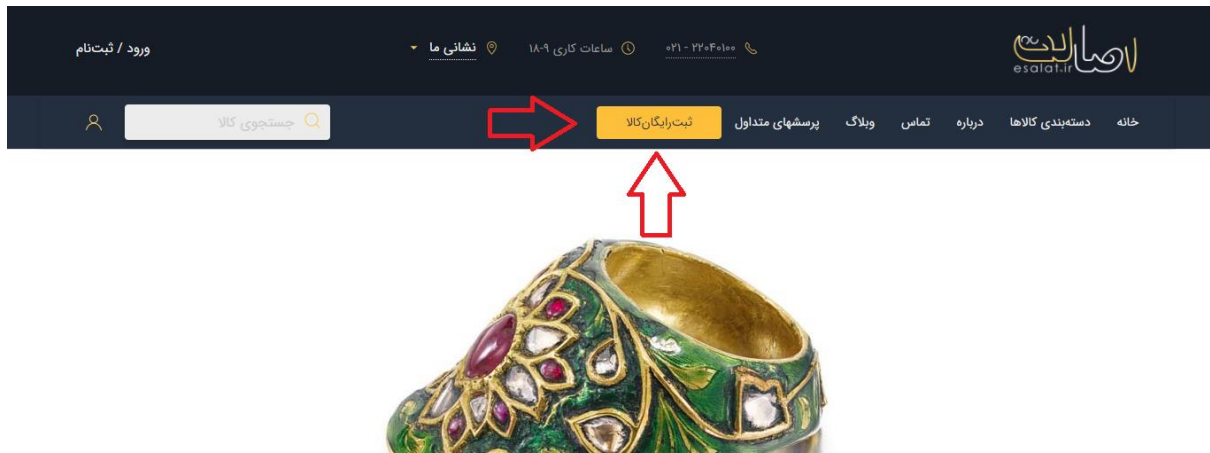 اصالت
esalat.ir
۰۲۱ - ۲۲۰۴۰۱۰۰
ساعات کاری ۹-۱۸
نشانی ما
ورود / ثبت‌نام
خانه
دسته‌بندی کالاها
درباره
تماس
وبلاگ
پرسشهای متداول
ثبت‌رایگان‌کالا
جستجوی کالا